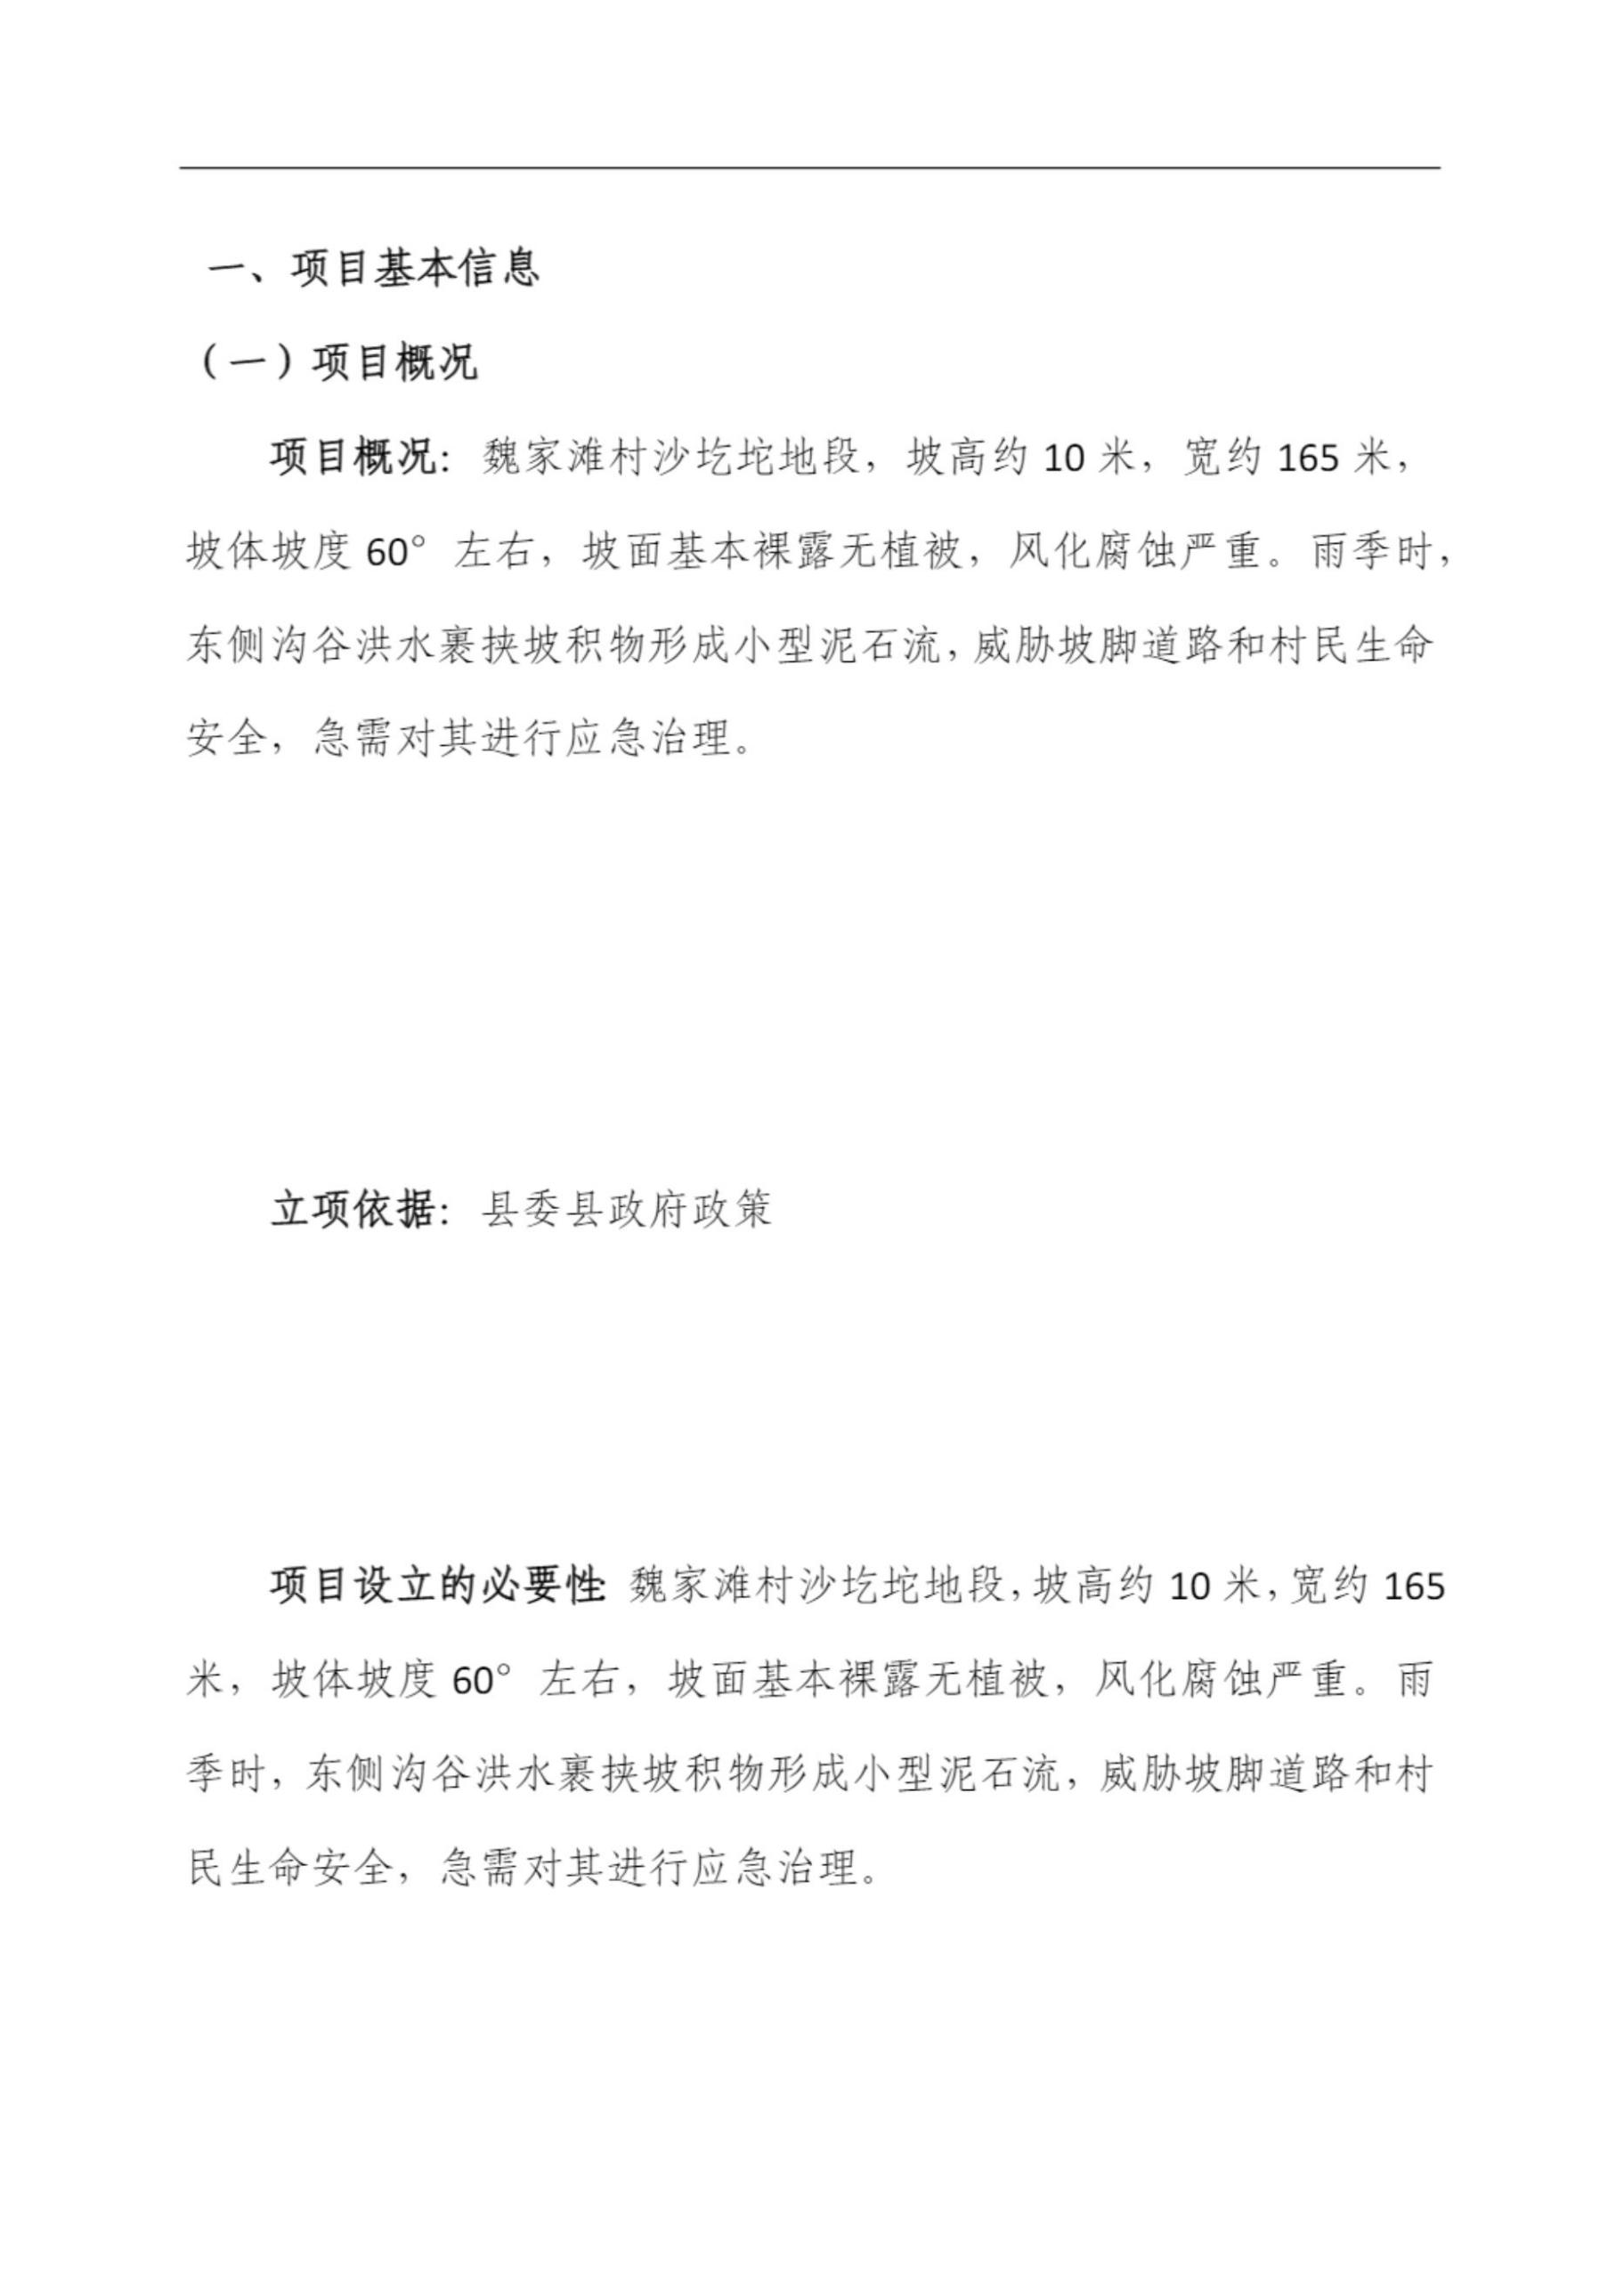 一、项目基本信息
（一）项目概况
项目概况：魏家滩村沙圪坨地段，坡高约 10 米，宽约 165 米，
坡体坡度 60° 左右，坡面基本裸露无植被，风化腐蚀严重。雨季时，
东侧沟谷洪水裹挟坡积物形成小型泥石流，威胁坡脚道路和村民生命
安全，急需对其进行应急治理。
立项依据：县委县政府政策
项目设立的必要性：魏家滩村沙圪坨地段，坡高约 10 米，宽约 165
米，坡体坡度 60° 左右，坡面基本裸露无植被，风化腐蚀严重。雨
季时，东侧沟谷洪水裹挟坡积物形成小型泥石流，威胁坡脚道路和村
民生命安全，急需对其进行应急治理。